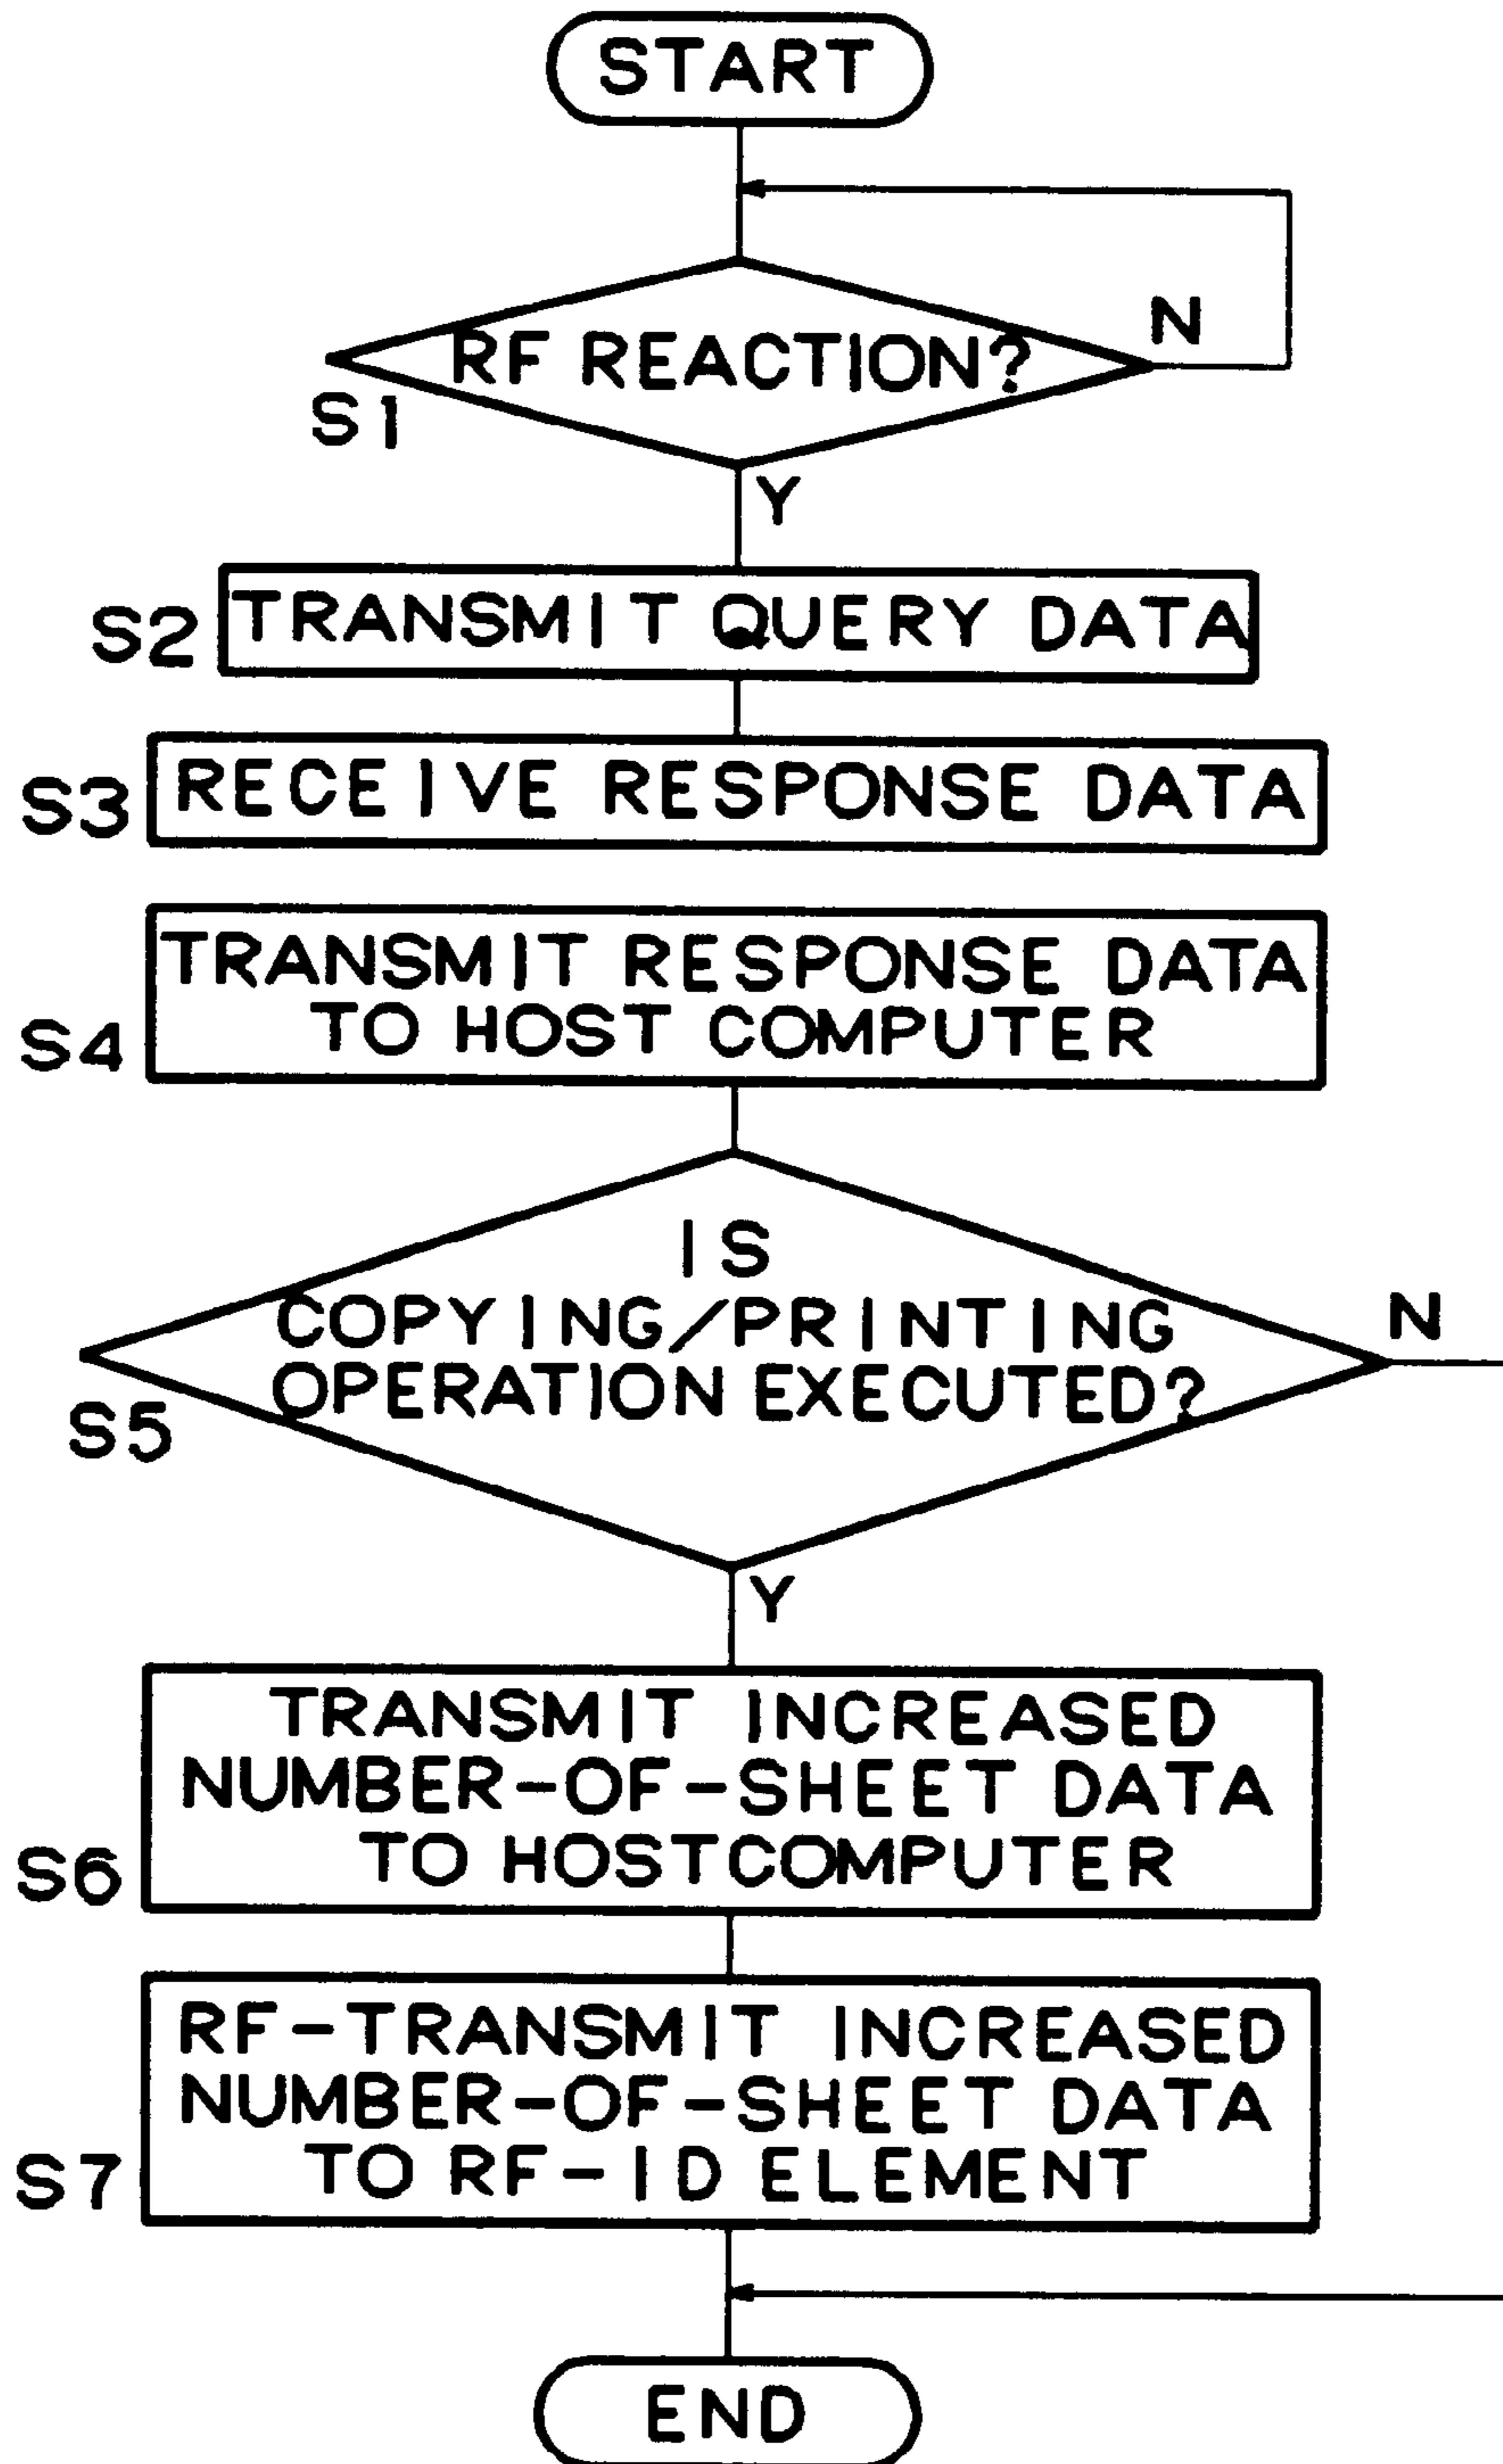 START
RF REACTION?
N
S1
Y
S2
TRANSMIT QUERY DATA
S3
RECEIVE RESPONSE DATA
TRANSMIT RESPONSE DATA
TO HOST COMPUTER
S4
IS
COPYING/PRINTING
OPERATION EXECUTED?
N
S5
Y
TRANSMIT INCREASED
NUMBER-OF-SHEET DATA
TO HOSTCOMPUTER
S6
RF-TRANSMIT INCREASED
NUMBER-OF-SHEET DATA
TO RF-ID ELEMENT
S7
END